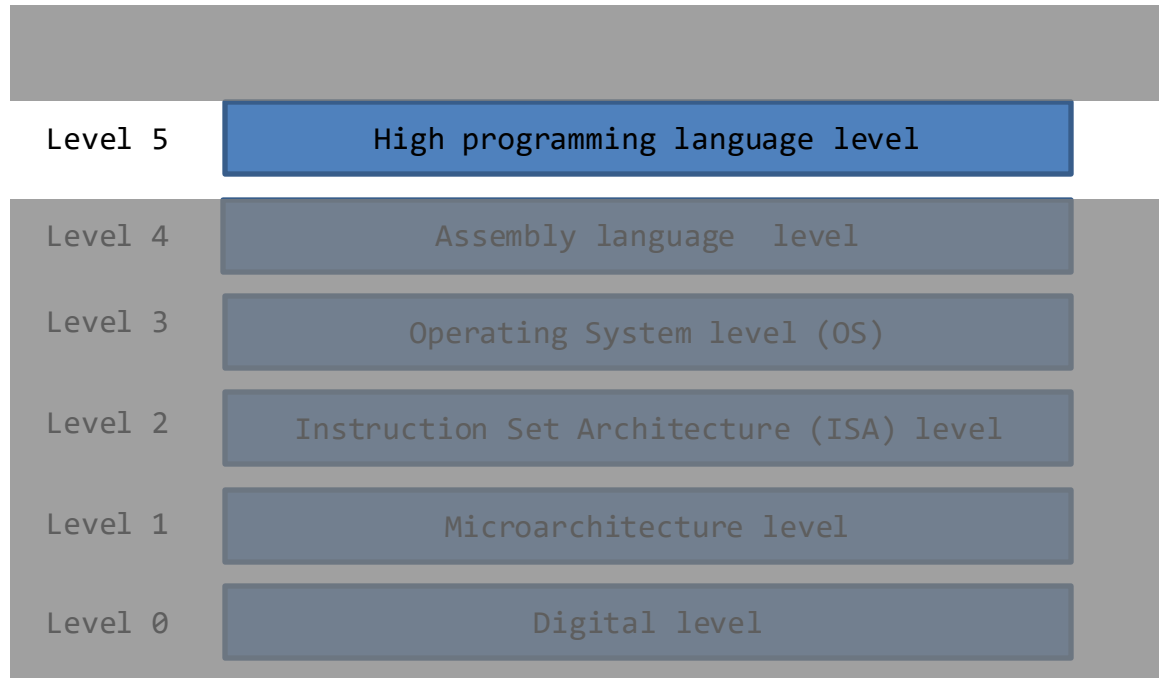 Level 5 High programming language level
Level 4 Assembly language level
Level 3 Operating System level (OS)
Level 2 Instruction Set Architecture (ISA) level
Level 1 Microarchitecture level
Level 0 Digital level